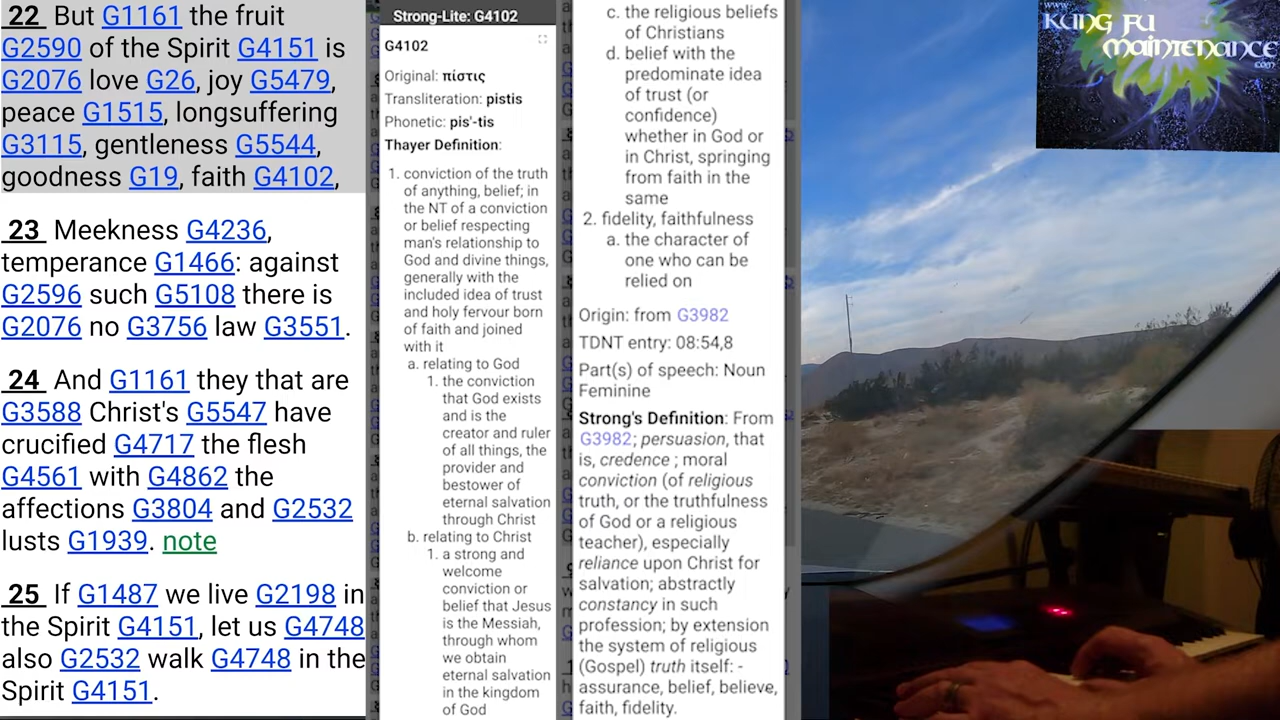 22 But G1161 the fruit
G2590 of the Spirit G4151 is
G2076 love G26, joy G5479,
peace G1515, longsuffering
G3115, gentleness G5544,
goodness G19, faith G4102,
23 Meekness G4236,
temperance G1466: against
G2596 such G5108 there is
G2076 no G3756 law G3551.
24 And G1161 they that are
G3588 Christ's G5547 have
crucified G4717 the flesh
G4561 with G4862 the
affections G3804 and G2532
lusts G1939. note
25 If G1487 we live G2198 in
the Spirit G4151, let us G4748
also G2532 walk G4748 in the
Spirit G4151.
Strong-Lite: G4102
G4102
Original: πίστις
Transliteration: pistis
Phonetic: pis'-tis
Thayer Definition:
1. conviction of the truth
of anything, belief; in
the NT of a conviction
or belief respecting
man's relationship to
God and divine things,
generally with the
included idea of trust
and holy fervour born
of faith and joined
with it
a. relating to God
1. the conviction
that God exists
and is the
creator and ruler
of all things, the
provider and
bestower of
eternal salvation
through Christ
b. relating to Christ
1. a strong and
welcome
conviction or
belief that Jesus
is the Messiah,
through whom
we obtain
eternal salvation
in the kingdom
of God
c. the religious beliefs
of Christians
d. belief with the
predominate idea
of trust (or
confidence)
whether in God or
in Christ, springing
from faith in the
same
2. fidelity, faithfulness
a. the character of
one who can be
relied on
Origin: from G3982
TDNT entry: 08:54,8
Part(s) of speech: Noun
Feminine
Strong's Definition: From
G3982; persuasion, that
is, credence ; moral
conviction (of religious
truth, or the truthfulness
of God or a religious
teacher), especially
reliance upon Christ for
salvation; abstractly
constancy in such
profession; by extension
the system of religious
(Gospel) truth itself: -
assurance, belief, believe,
faith, fidelity.
www.
KUNG FU
MAINTENANCE
.com